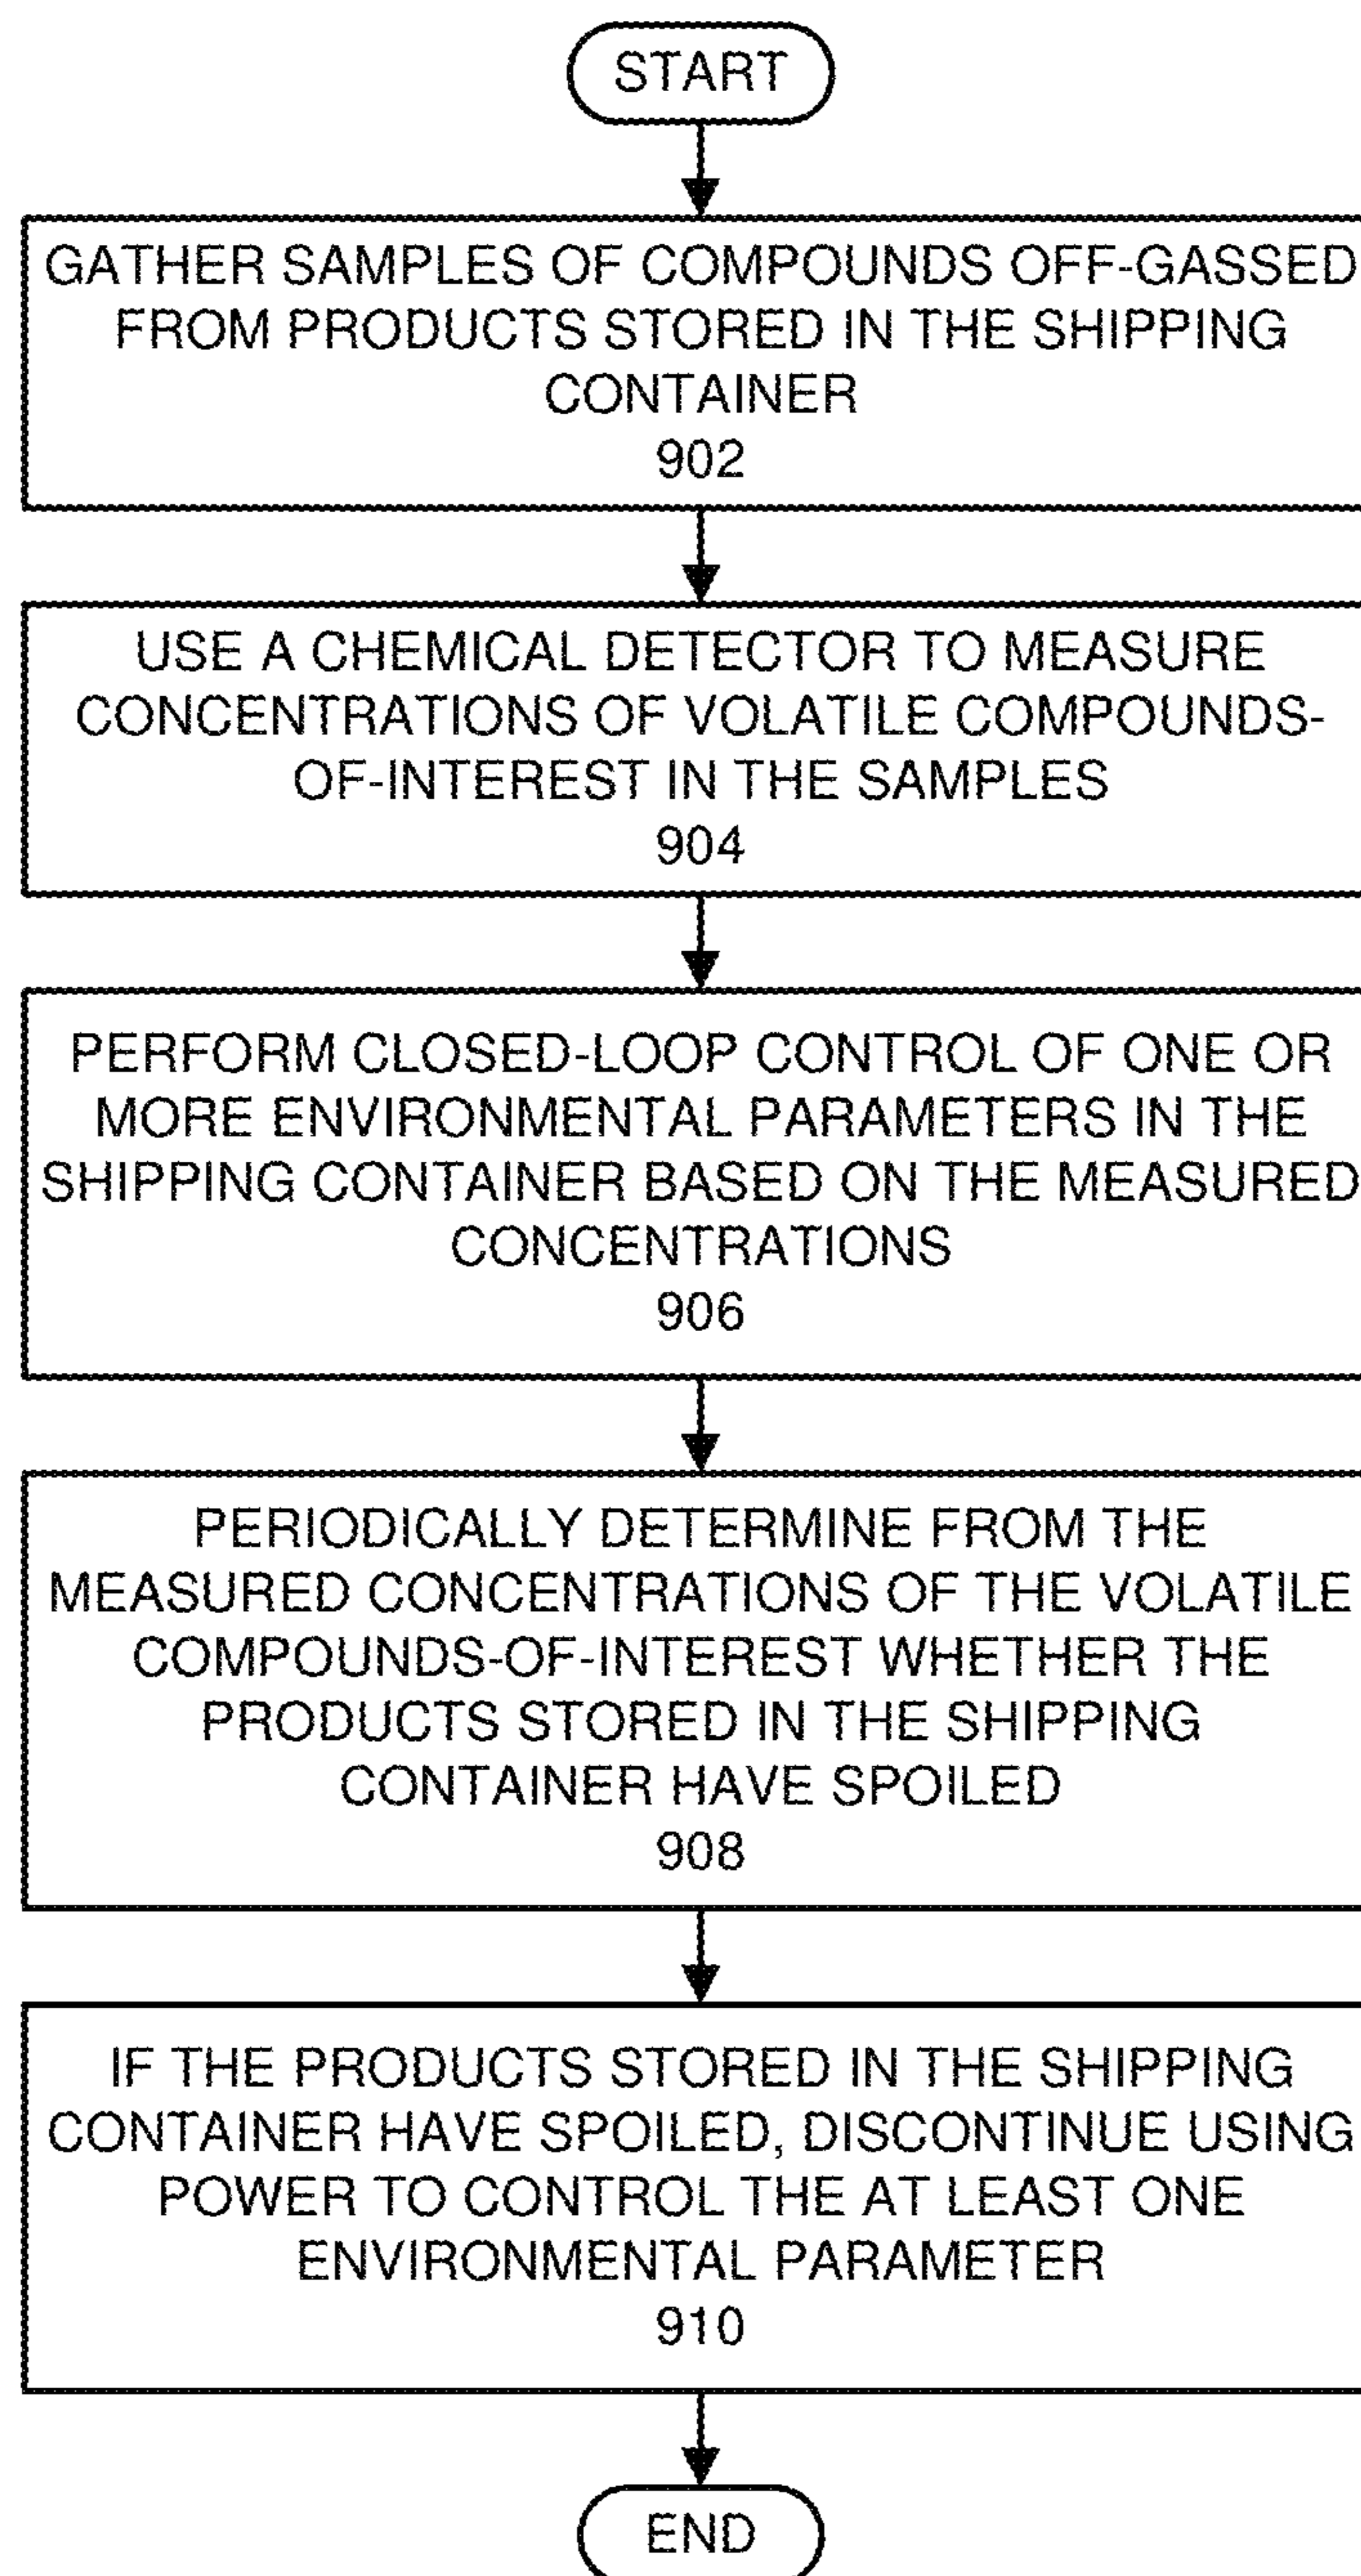 START
GATHER SAMPLES OF COMPOUNDS OFF-GASSED
FROM PRODUCTS STORED IN THE SHIPPING
CONTAINER
902
USE A CHEMICAL DETECTOR TO MEASURE
CONCENTRATIONS OF VOLATILE COMPOUNDS-
OF-INTEREST IN THE SAMPLES
904
PERFORM CLOSED-LOOP CONTROL OF ONE OR
MORE ENVIRONMENTAL PARAMETERS IN THE
SHIPPING CONTAINER BASED ON THE MEASURED
CONCENTRATIONS
906
PERIODICALLY DETERMINE FROM THE
MEASURED CONCENTRATIONS OF THE VOLATILE
COMPOUNDS-OF-INTEREST WHETHER THE
PRODUCTS STORED IN THE SHIPPING
CONTAINER HAVE SPOILED
908
IF THE PRODUCTS STORED IN THE SHIPPING
CONTAINER HAVE SPOILED, DISCONTINUE USING
POWER TO CONTROL THE AT LEAST ONE
ENVIRONMENTAL PARAMETER
910
END